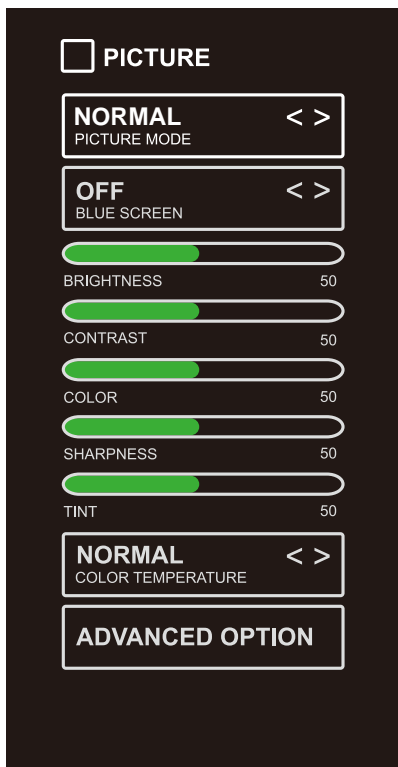 PICTURE
NORMAL < >
PICTURE MODE
OFF < >
BLUE SCREEN
BRIGHTNESS 50
CONTRAST 50
COLOR 50
SHARPNESS 50
TINT 50
NORMAL < >
COLOR TEMPERATURE
ADVANCED OPTION